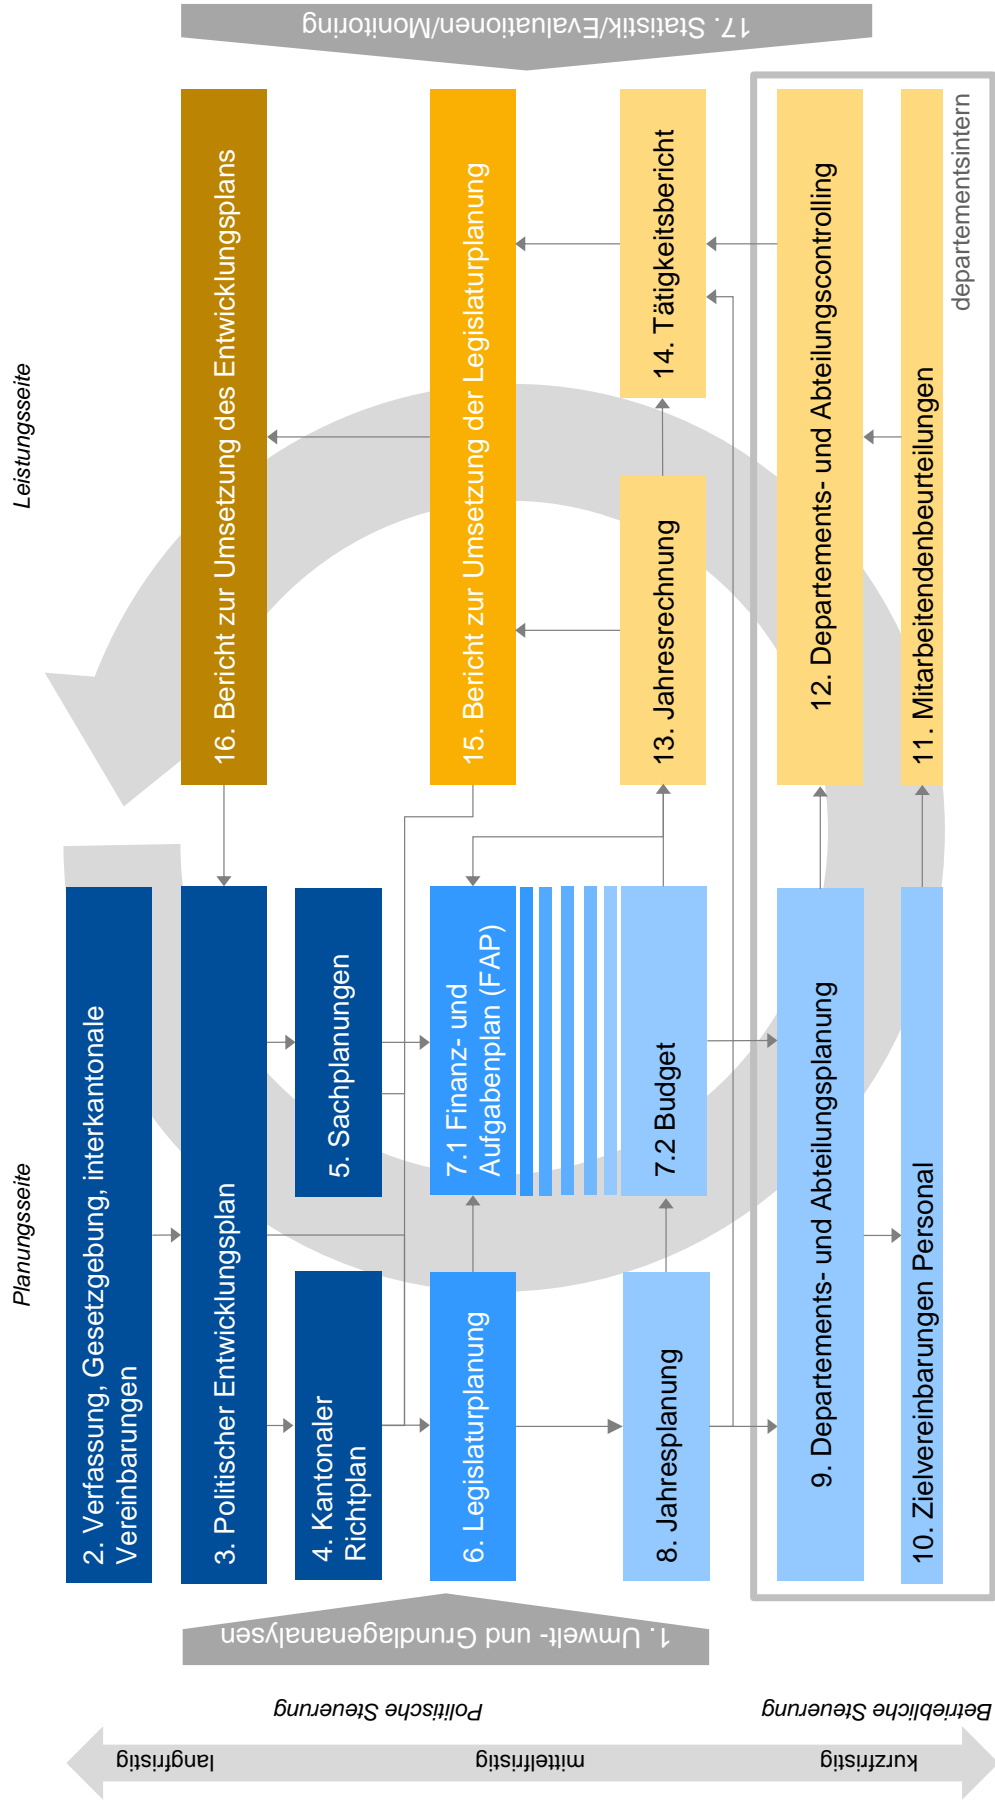 Planungsseite
Leistungsseite
langfristig
mittelfristig
kurzfristig
Politische Steuerung
Betriebliche Steuerung
1. Umwelt- und Grundlagenanalysen
2. Verfassung, Gesetzgebung, interkantonale
Vereinbarungen
3. Politischer Entwicklungsplan
4. Kantonaler
Richtplan
5. Sachplanungen
6. Legislaturplanung
7.1 Finanz- und
Aufgabenplan (FAP)
7.2 Budget
8. Jahresplanung
9. Departements- und Abteilungsplanung
10. Zielvereinbarungen Personal
11. Mitarbeitendenbeurteilungen
12. Departements- und Abteilungscontrolling
13. Jahresrechnung
14. Tätigkeitsbericht
15. Bericht zur Umsetzung der Legislaturplanung
16. Bericht zur Umsetzung des Entwicklungsplans
17. Statistik/Evaluationen/Monitoring
departementsintern